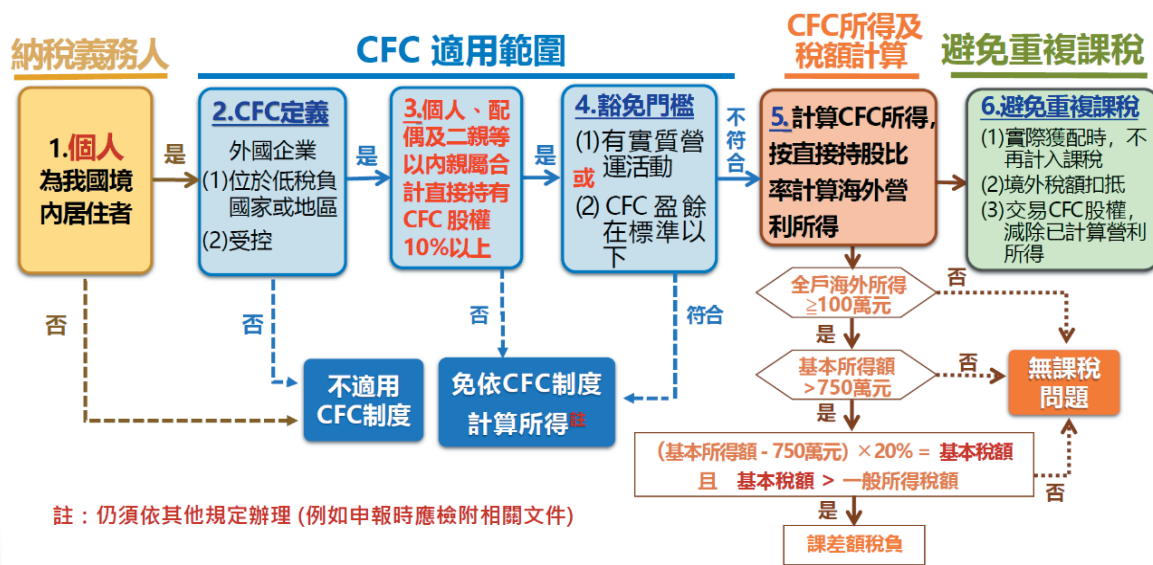 納稅義務人
CFC 適用範圍
CFC所得及
稅額計算
避免重複課稅
1.個人
為我國境
內居住者
是
否
2.CFC定義
外國企業
(1)位於低稅負
國家或地區
(2)受控
是
否
3.個人、配
偶及二親等
以內親屬合
計直接持有
CFC 股權
10%以上
是
否
4.豁免門檻
(1)有實質營
運活動
或
(2) CFC 盈餘
在標準以
下
不符合
符合
5.計算CFC所得,
按直接持股比
率計算海外營
利所得
6.避免重複課稅
(1)實際獲配時，不
再計入課稅
(2)境外稅額扣抵
(3)交易CFC股權，
減除已計算營利
所得
不適用
CFC制度
免依CFC制度
計算所得註
全戶海外所得
≧100萬元
否
是
基本所得額
>750萬元
否
是
無課稅
問題
(基本所得額 - 750萬元) ×20% = 基本稅額
且 基本稅額 > 一般所得稅額
否
是
課差額稅負
註：仍須依其他規定辦理 (例如申報時應檢附相關文件)